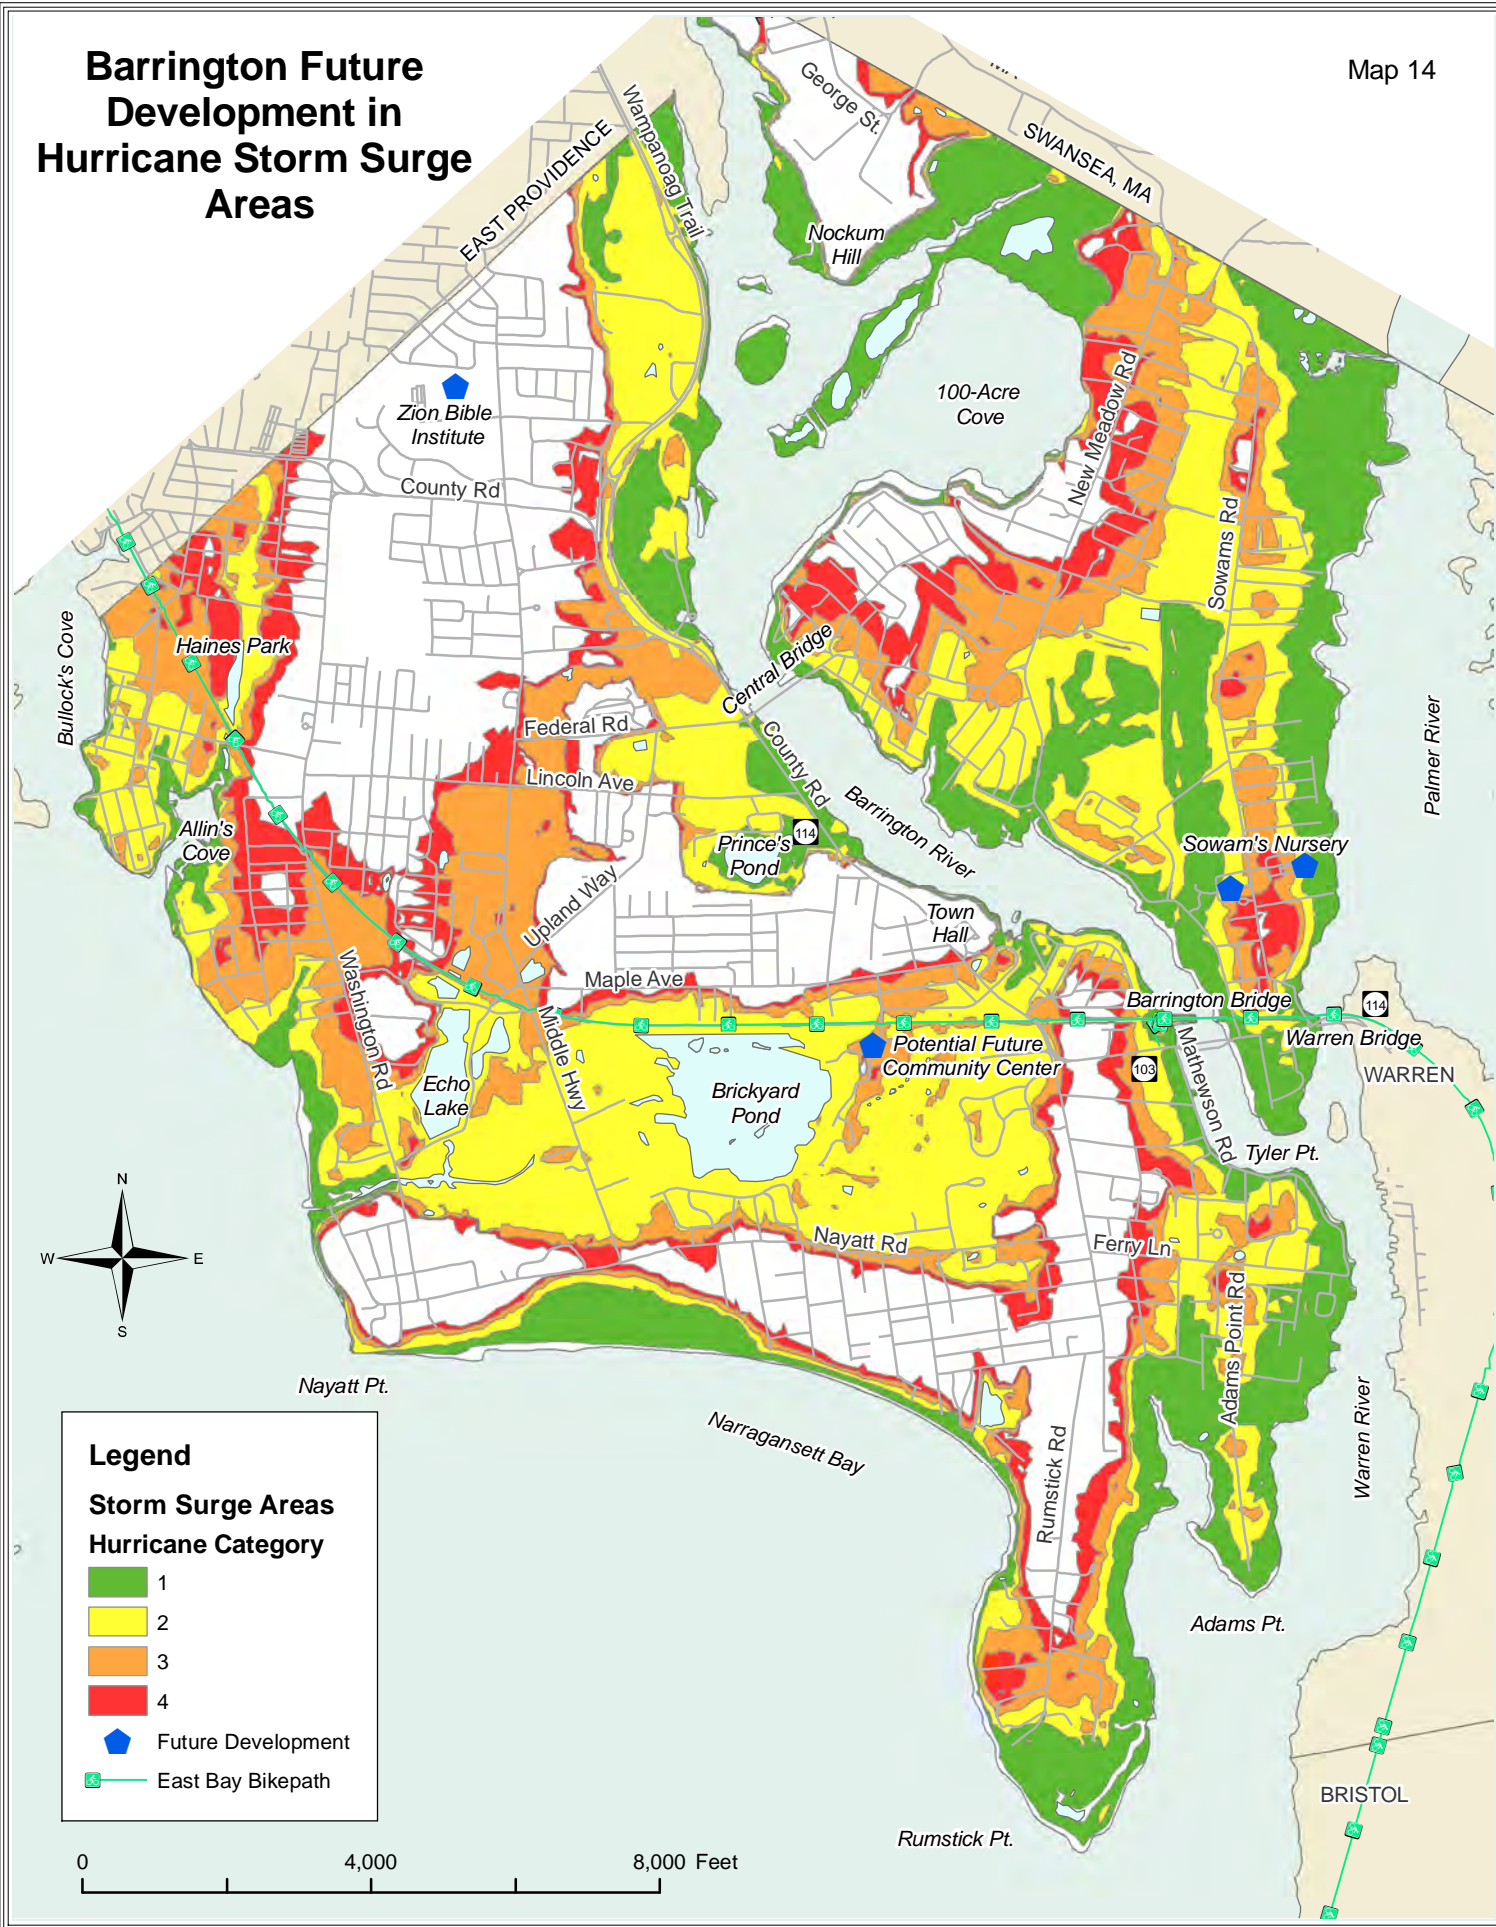 Barrington Future
Development in
Hurricane Storm Surge
Areas
Map 14
MA
SWANSEA, MA
EAST PROVIDENCE
Wampanoag Trail
George St.
Nockum
Hill
100-Acre
Cove
Zion Bible
Institute
County Rd
New Meadow Rd
Sowams Rd
Bullock's Cove
Haines Park
Central Bridge
Federal Rd
County Rd
Lincoln Ave
Barrington River
Palmer River
Allin's
Cove
Prince's
Pond
114
Sowam's Nursery
Upland Way
Town
Hall
Washington Rd
Maple Ave
Middle Hwy
Barrington Bridge
114
Warren Bridge
Potential Future
Community Center
103
Mathewson Rd
WARREN
Echo
Lake
Brickyard
Pond
Tyler Pt.
N
W
E
S
Nayatt Rd
Ferry Ln
Adams Point Rd
Nayatt Pt.
Narragansett Bay
Rumstick Rd
Warren River
Adams Pt.
Legend
Storm Surge Areas
Hurricane Category
1
2
3
4
Future Development
East Bay Bikepath
BRISTOL
Rumstick Pt.
0
4,000
8,000 Feet